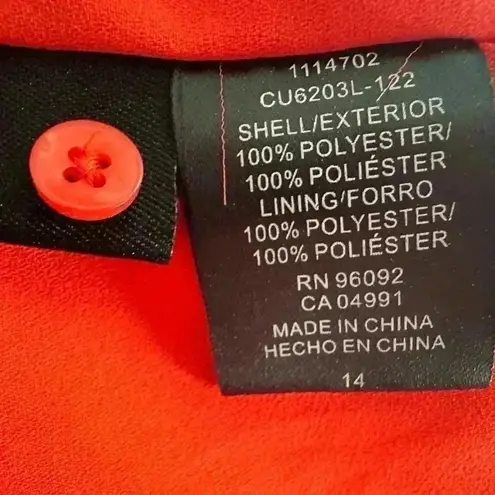 1114702
CU6203L-122
SHELL/EXTERIOR
100% POLYESTER/
100% POLIÉSTER
LINING/FORRO
100% POLYESTER/
100% POLIÉSTER
RN 96092
CA 04991
MADE IN CHINA
HECHO EN CHINA
14